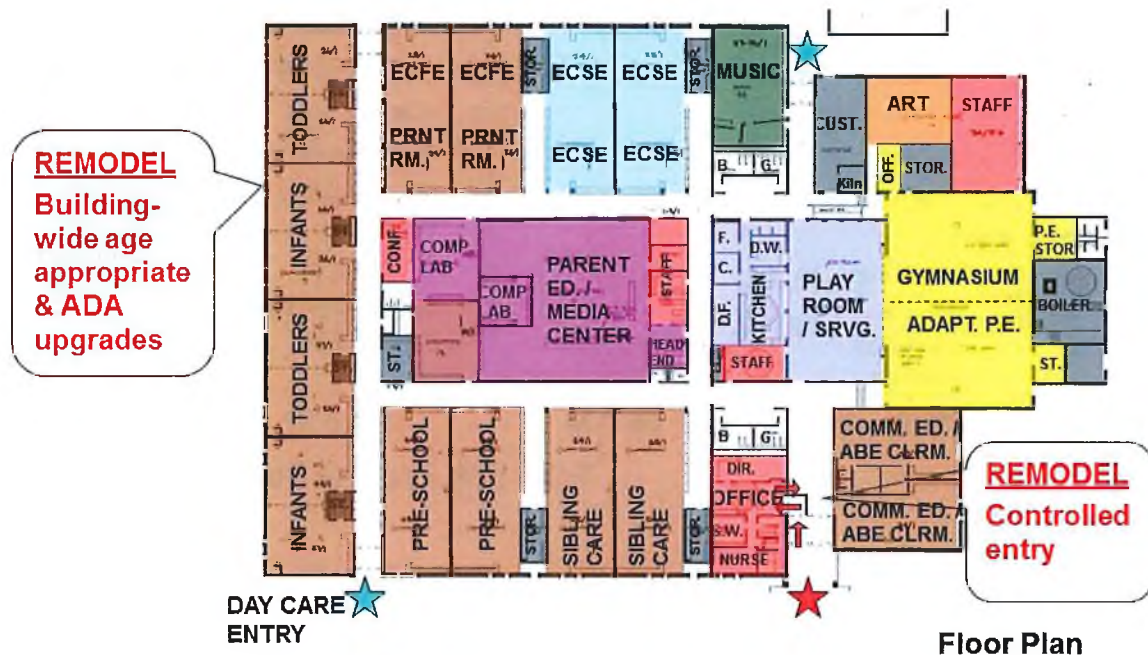 REMODEL
Building-
wide age
appropriate
& ADA
upgrades
TODDLERS
INFANTS
TODDLERS
INFANTS
ECFE
ECFE
PRNT
RM.
PRNT
RM.
STOR.
ECSE
ECSE
ECSE
ECSE
STOR.
MUSIC
B
G
CUST.
Kiln
ART
STAFF
OFF.
STOR.
CONF.
COMP
LAB
COMP
LAB
PARENT
ED. /
MEDIA
CENTER
STAFF
HEAD
END
ST.
F.
C.
D.F.
D.W.
KITCHEN
STAFF
PLAY
ROOM
/ SRVG.
GYMNASIUM
ADAPT. P.E.
P.E.
STOR
BOILER
ST.
PRE-SCHOOL
PRE-SCHOOL
STOR
SIBLING
CARE
SIBLING
CARE
STOR
B
G
DIR.
OFFICE
S.W.
NURSE
COMM. ED. /
ABE CLRM.
COMM. ED. /
ABE CLRM.
REMODEL
Controlled
entry
DAY CARE
ENTRY
Floor Plan